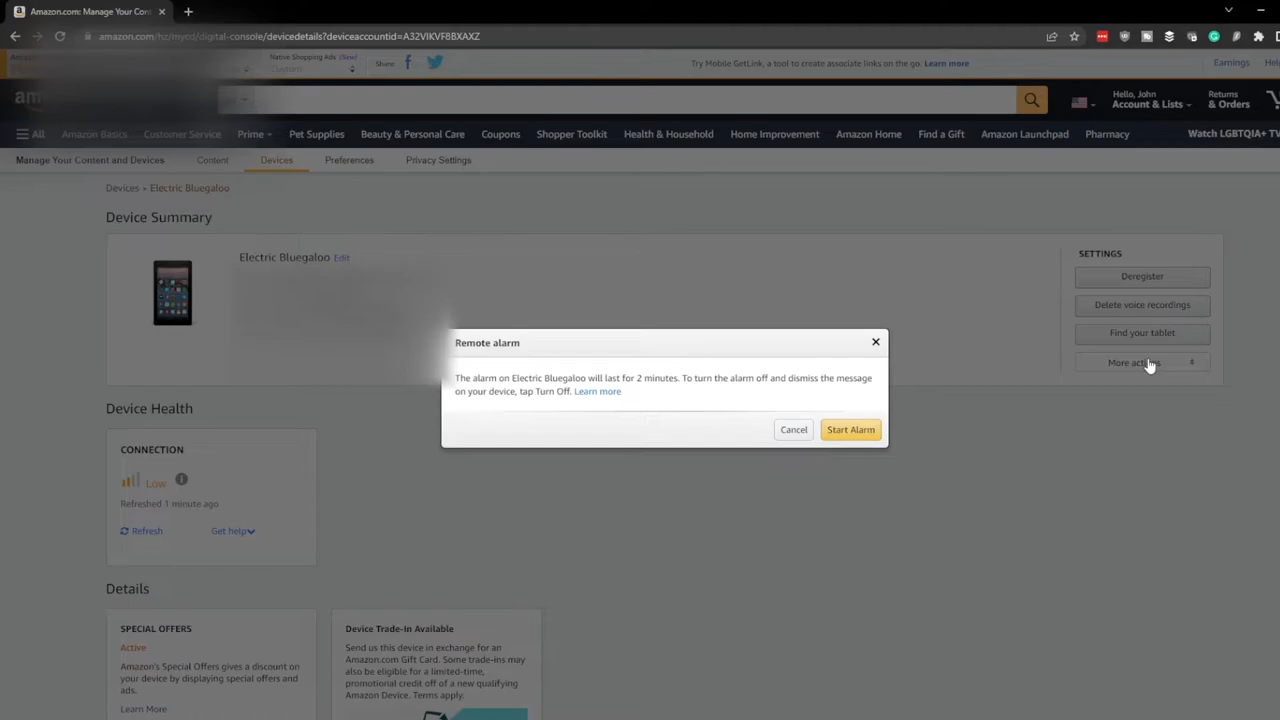 Amazon.com: Manage Your Con
amazon.com/hz/mycd/digital-console/devicedetails?deviceaccountid=A32VIKVF8BXAXZ
Native Shopping Ads (New!)
Custom
Share:
Try Mobile GetLink, a tool to create associate links on the go. Learn more
Earnings
Hel
Hello, John
Account & Lists
Returns
& Orders
All
Amazon Basics
Customer Service
Prime
Pet Supplies
Beauty & Personal Care
Coupons
Shopper Toolkit
Health & Household
Home Improvement
Amazon Home
Find a Gift
Amazon Launchpad
Pharmacy
Watch LGBTQIA+ TV
Manage Your Content and Devices
Content
Devices
Preferences
Privacy Settings
Devices > Electric Bluegaloo
Device Summary
Electric Bluegaloo Edit
SETTINGS
Deregister
Delete voice recordings
Find your tablet
More actions
Remote alarm
The alarm on Electric Bluegaloo will last for 2 minutes. To turn the alarm off and dismiss the message
on your device, tap Turn Off. Learn more
Cancel
Start Alarm
Device Health
CONNECTION
Low
Refreshed 1 minute ago
Refresh
Get help
Details
SPECIAL OFFERS
Active
Amazon's Special Offers gives a discount on
your device by displaying special offers and
ads.
Learn More
Device Trade-In Available
Send us this device in exchange for an
Amazon.com Gift Card. Some trade-ins may
also be eligible for a limited-time,
promotional credit off of a new qualifying
Amazon Device. Terms apply.